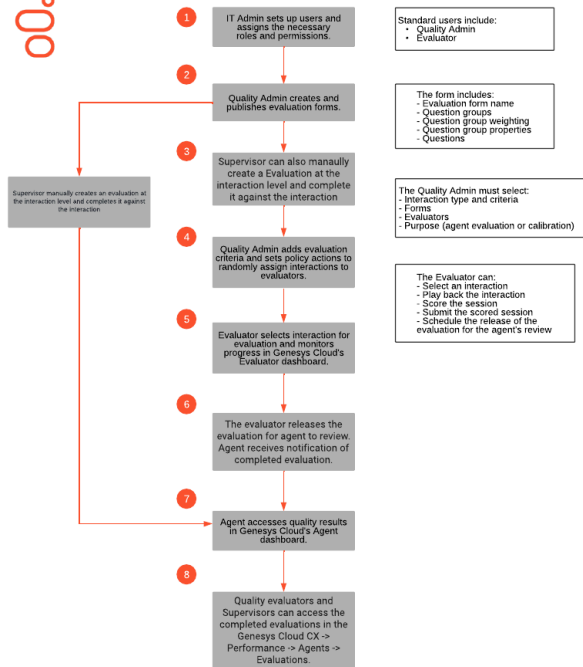 1
IT Admin sets up users and
assigns the necessary
roles and permissions.
Standard users include:
• Quality Admin
• Evaluator
2
Quality Admin creates and
publishes evaluation forms.
The form includes:
- Evaluation form name
- Question groups
- Question group weighting
- Question group properties
- Questions
3
Supervisor can also manaully
create a Evaluation at the
interaction level and complete
it against the interaction
Supervisor manually creates an evaluation at
the interaction level and completes it against
the interaction
The Quality Admin must select:
- Interaction type and criteria
- Forms
- Evaluators
- Purpose (agent evaluation or calibration)
4
Quality Admin adds evaluation
criteria and sets policy actions to
randomly assign interactions to
evaluators.
The Evaluator can:
- Select an interaction
- Play back the interaction
- Score the session
- Submit the scored session
- Schedule the release of the
evaluation for the agent's review
5
Evaluator selects interaction for
evaluation and monitors
progress in Genesys Cloud's
Evaluator dashboard.
6
The evaluator releases the
evaluation for agent to review.
Agent receives notification of
completed evaluation.
7
Agent accesses quality results
in Genesys Cloud's Agent
dashboard.
8
Quality evaluators and
Supervisors can access the
completed evaluations in the
Genesys Cloud CX ->
Performance -> Agents ->
Evaluations.